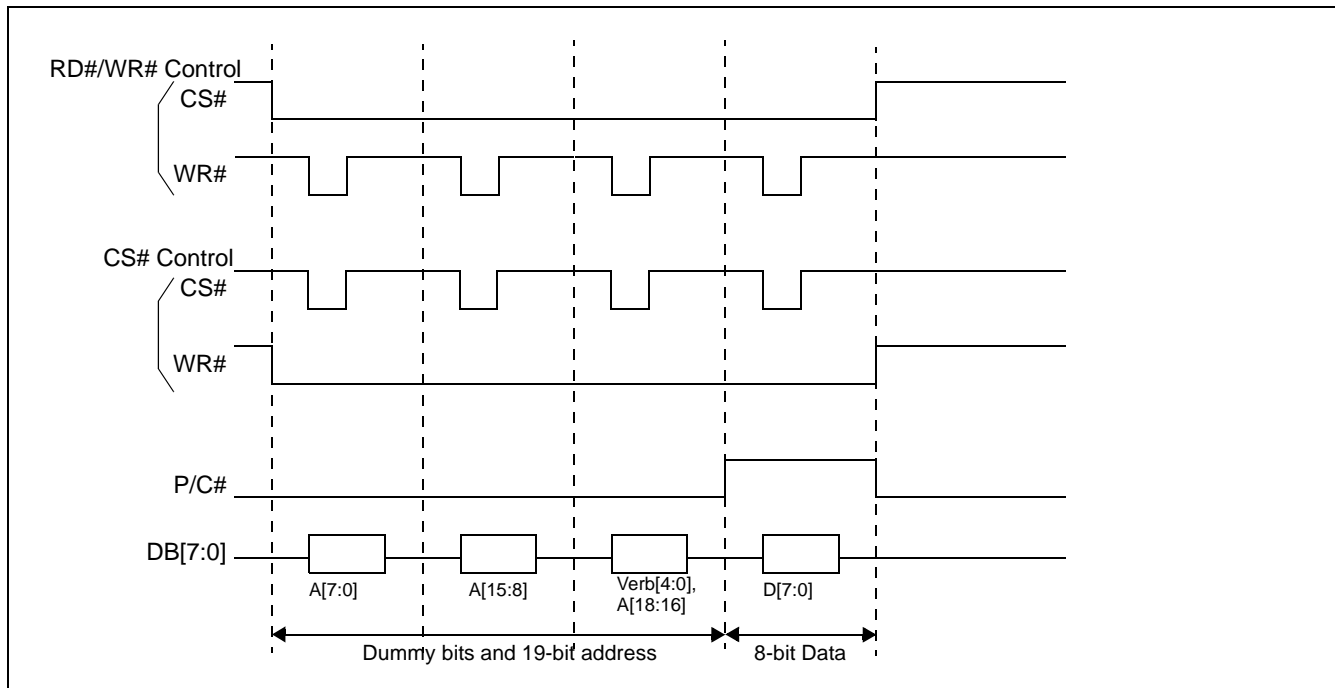 RD#/WR# Control
CS#
WR#
CS# Control
CS#
WR#
P/C#
DB[7:0]
A[7:0]
A[15:8]
Verb[4:0],
A[18:16]
D[7:0]
Dummy bits and 19-bit address
8-bit Data